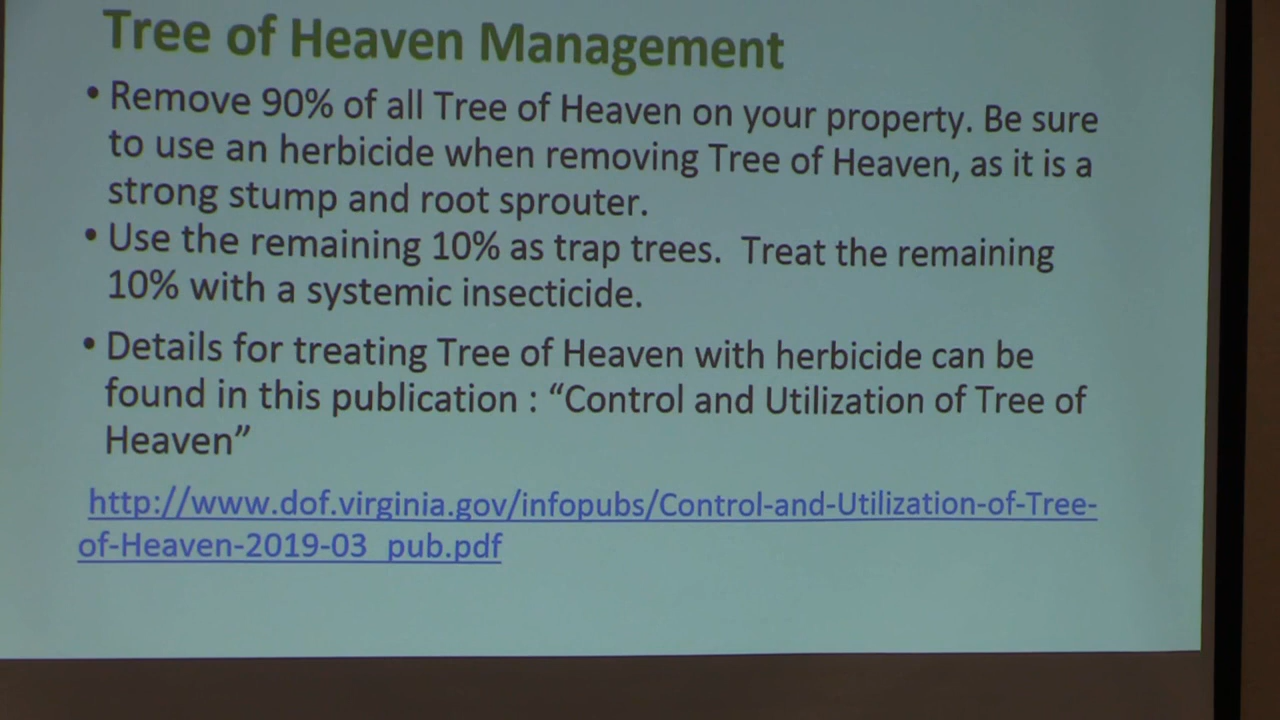 Tree of Heaven Management
• Remove 90% of all Tree of Heaven on your property. Be sure
to use an herbicide when removing Tree of Heaven, as it is a
strong stump and root sprouter.
• Use the remaining 10% as trap trees. Treat the remaining
10% with a systemic insecticide.
• Details for treating Tree of Heaven with herbicide can be
found in this publication : “Control and Utilization of Tree of
Heaven”
http://www.dof.virginia.gov/infopubs/Control-and-Utilization-of-Tree-
of-Heaven-2019-03_pub.pdf